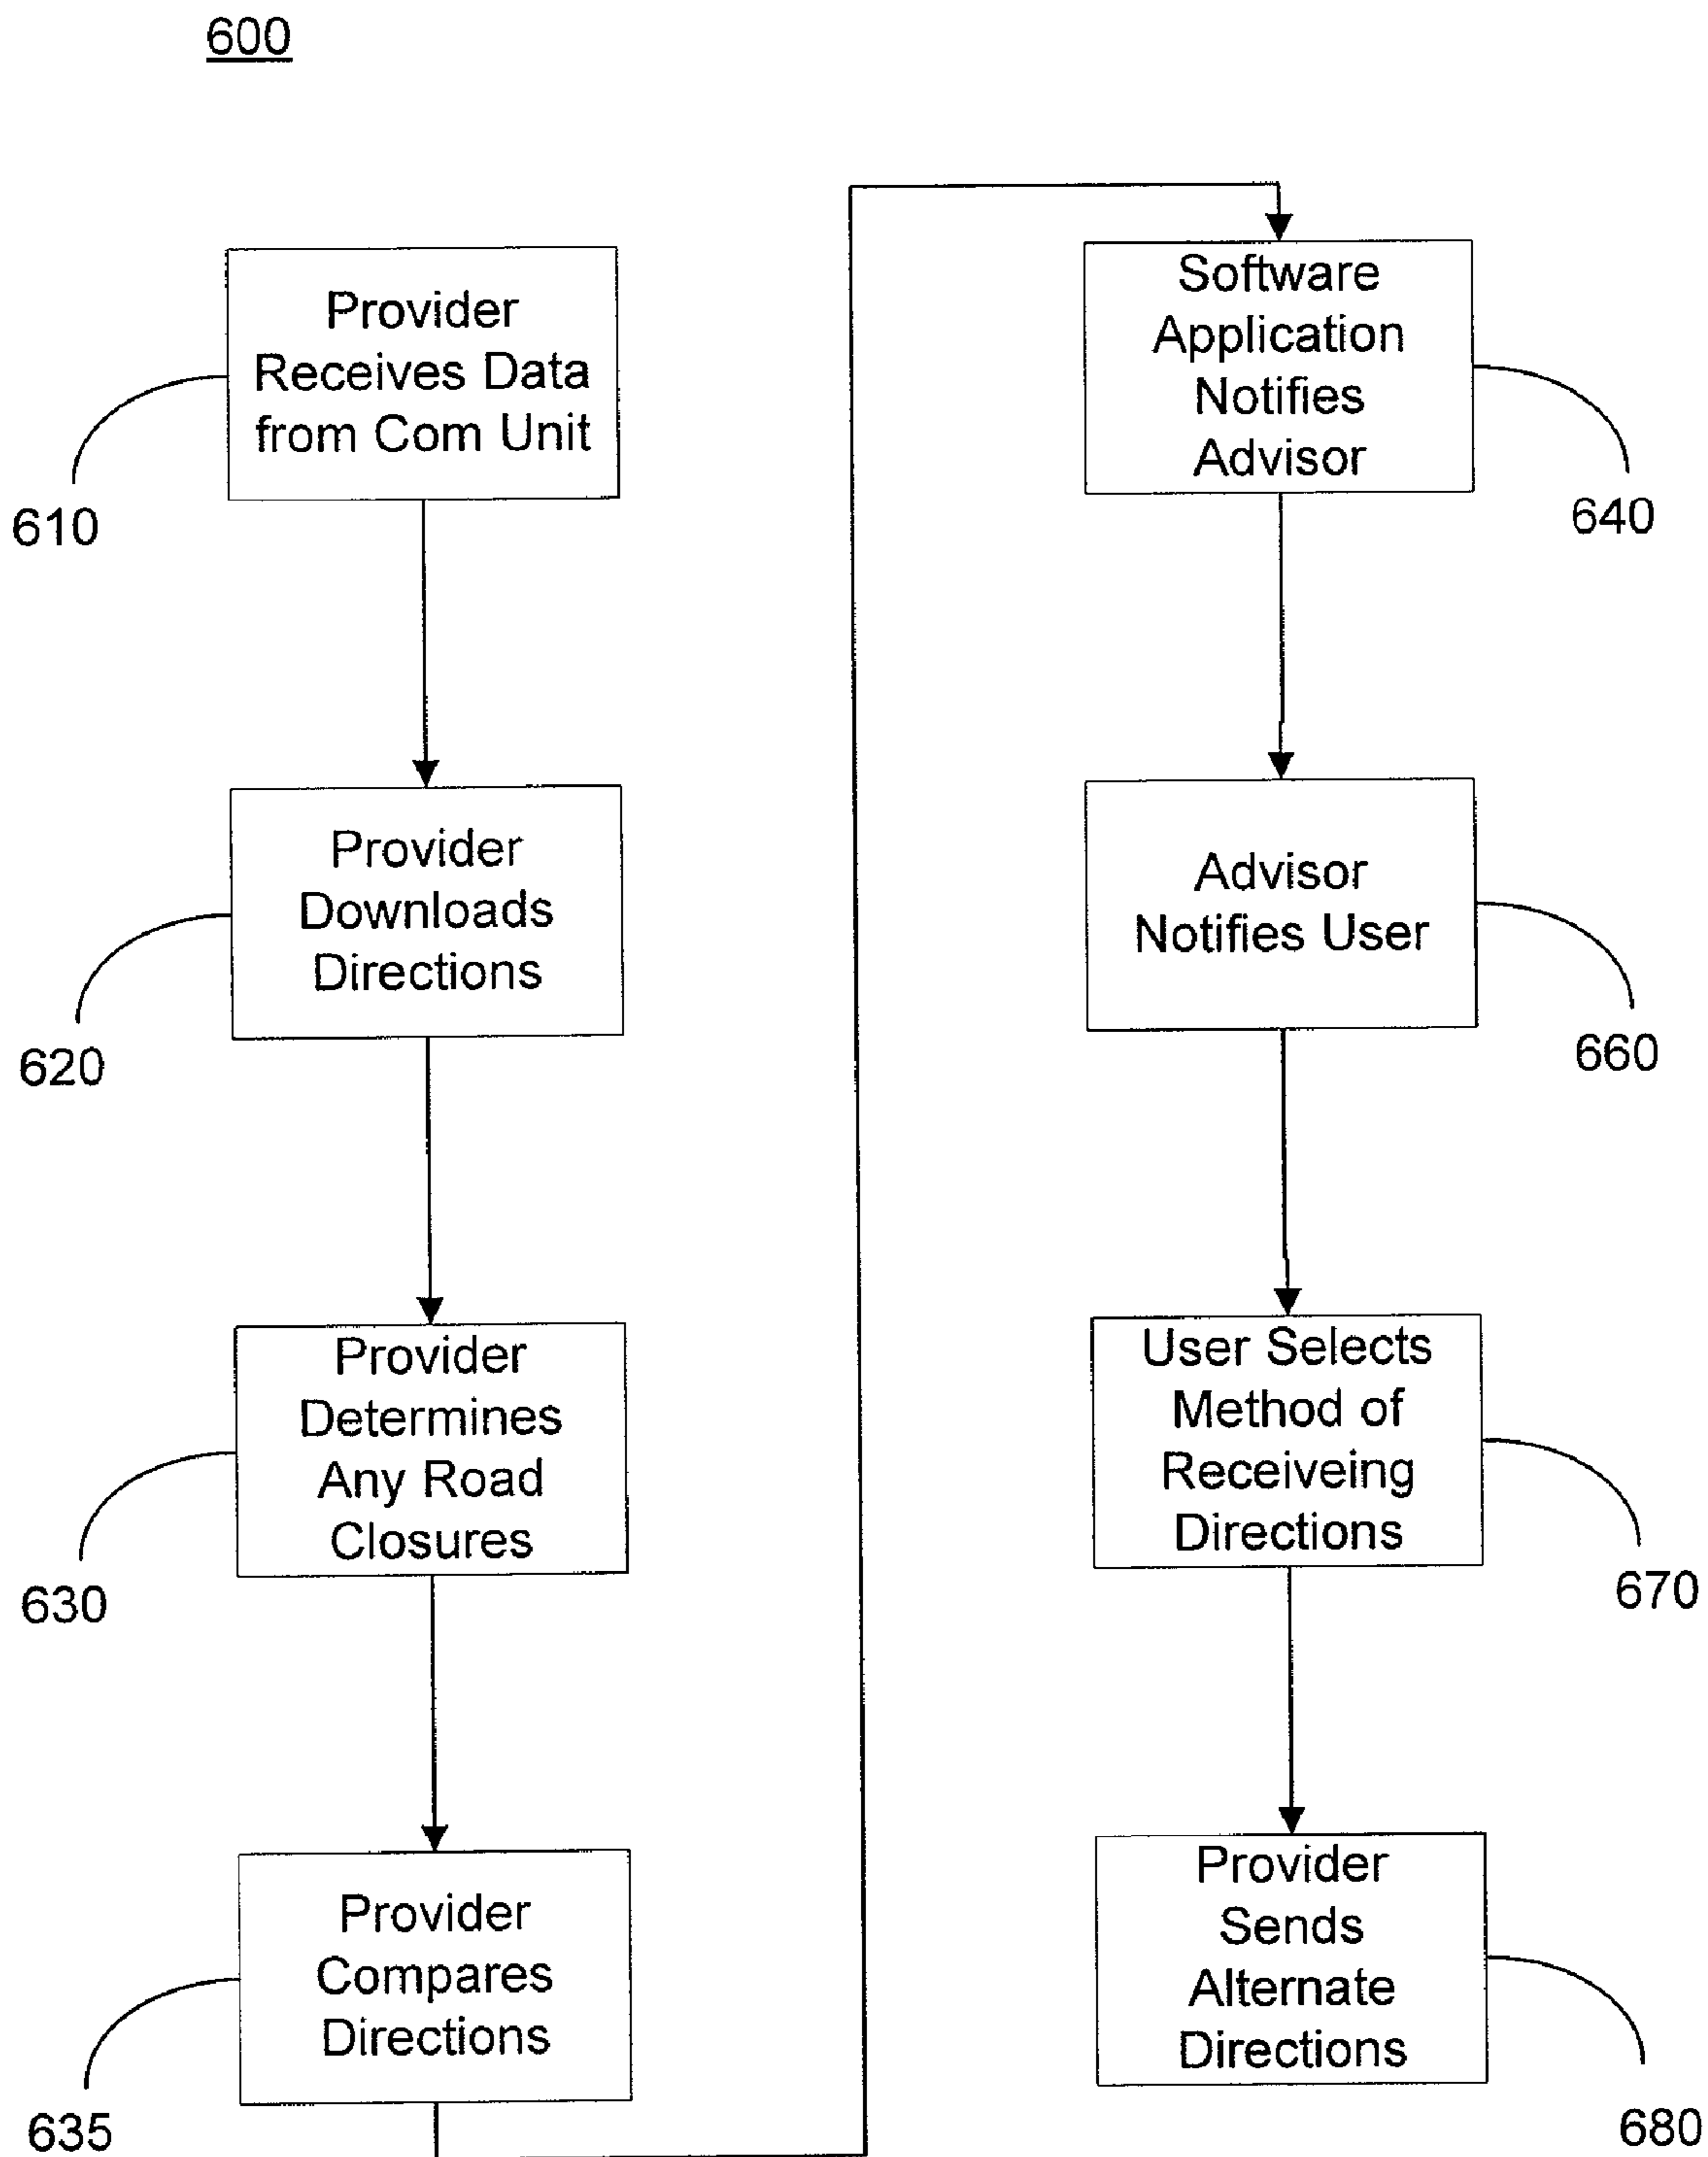 600
Provider
Receives Data
from Com Unit
610
Provider
Downloads
Directions
620
Provider
Determines
Any Road
Closures
630
Provider
Compares
Directions
635
Software
Application
Notifies
Advisor
640
Advisor
Notifies User
660
User Selects
Method of
Receiveing
Directions
670
Provider
Sends
Alternate
Directions
680